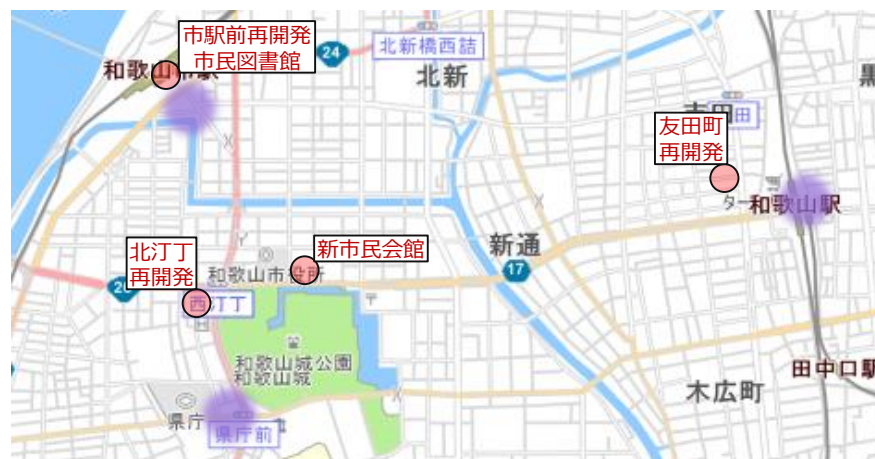 市駅前再開発
市民図書館
24
北新橋西詰
和歌山市駅
北新
黒
友田町
再開発
和歌山駅
北汀丁
再開発
新市民会館
新通
17
和歌山市役所
西汀丁
和歌山城公園
和歌山城
田中口駅
木広町
県庁
県庁前